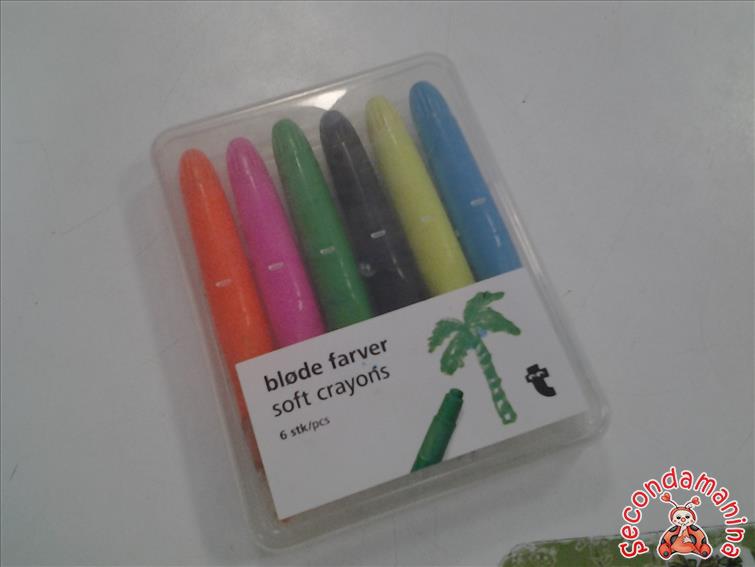 bløde farver
soft crayons
6 stk/pcs
t
secondamanina